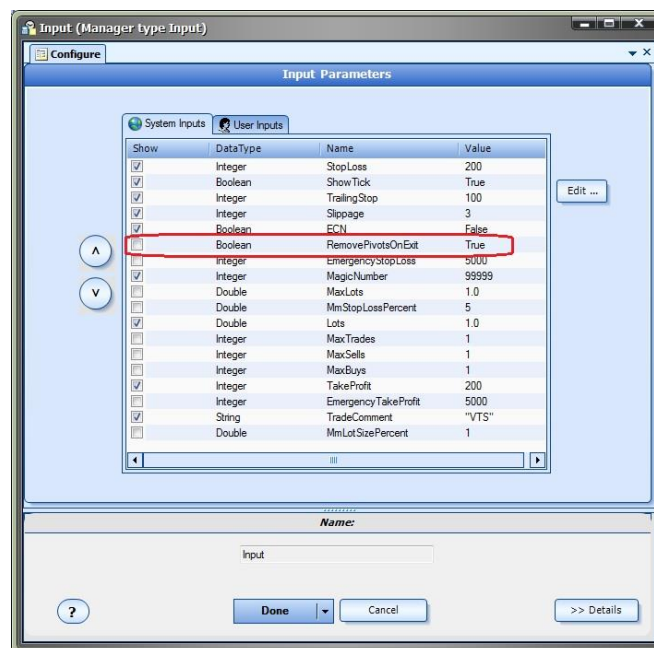 Input (Manager type Input)
Configure
Input Parameters
System Inputs User Inputs
Show DataType Name Value
Integer StopLoss 200
Boolean ShowTick True
Integer TrailingStop 100
Integer Slippage 3
Boolean ECN False
Boolean RemovePivotsOnExit True
Integer EmergencyStopLoss 5000
Integer MagicNumber 99999
Double MaxLots 1.0
Double MmStopLossPercent 5
Double Lots 1.0
Integer MaxTrades 1
Integer MaxSells 1
Integer MaxBuys 1
Integer TakeProfit 200
Integer EmergencyTakeProfit 5000
String TradeComment "VTS"
Double MmLotSizePercent 1
Edit ...
Name:
Input
? Done Cancel >> Details